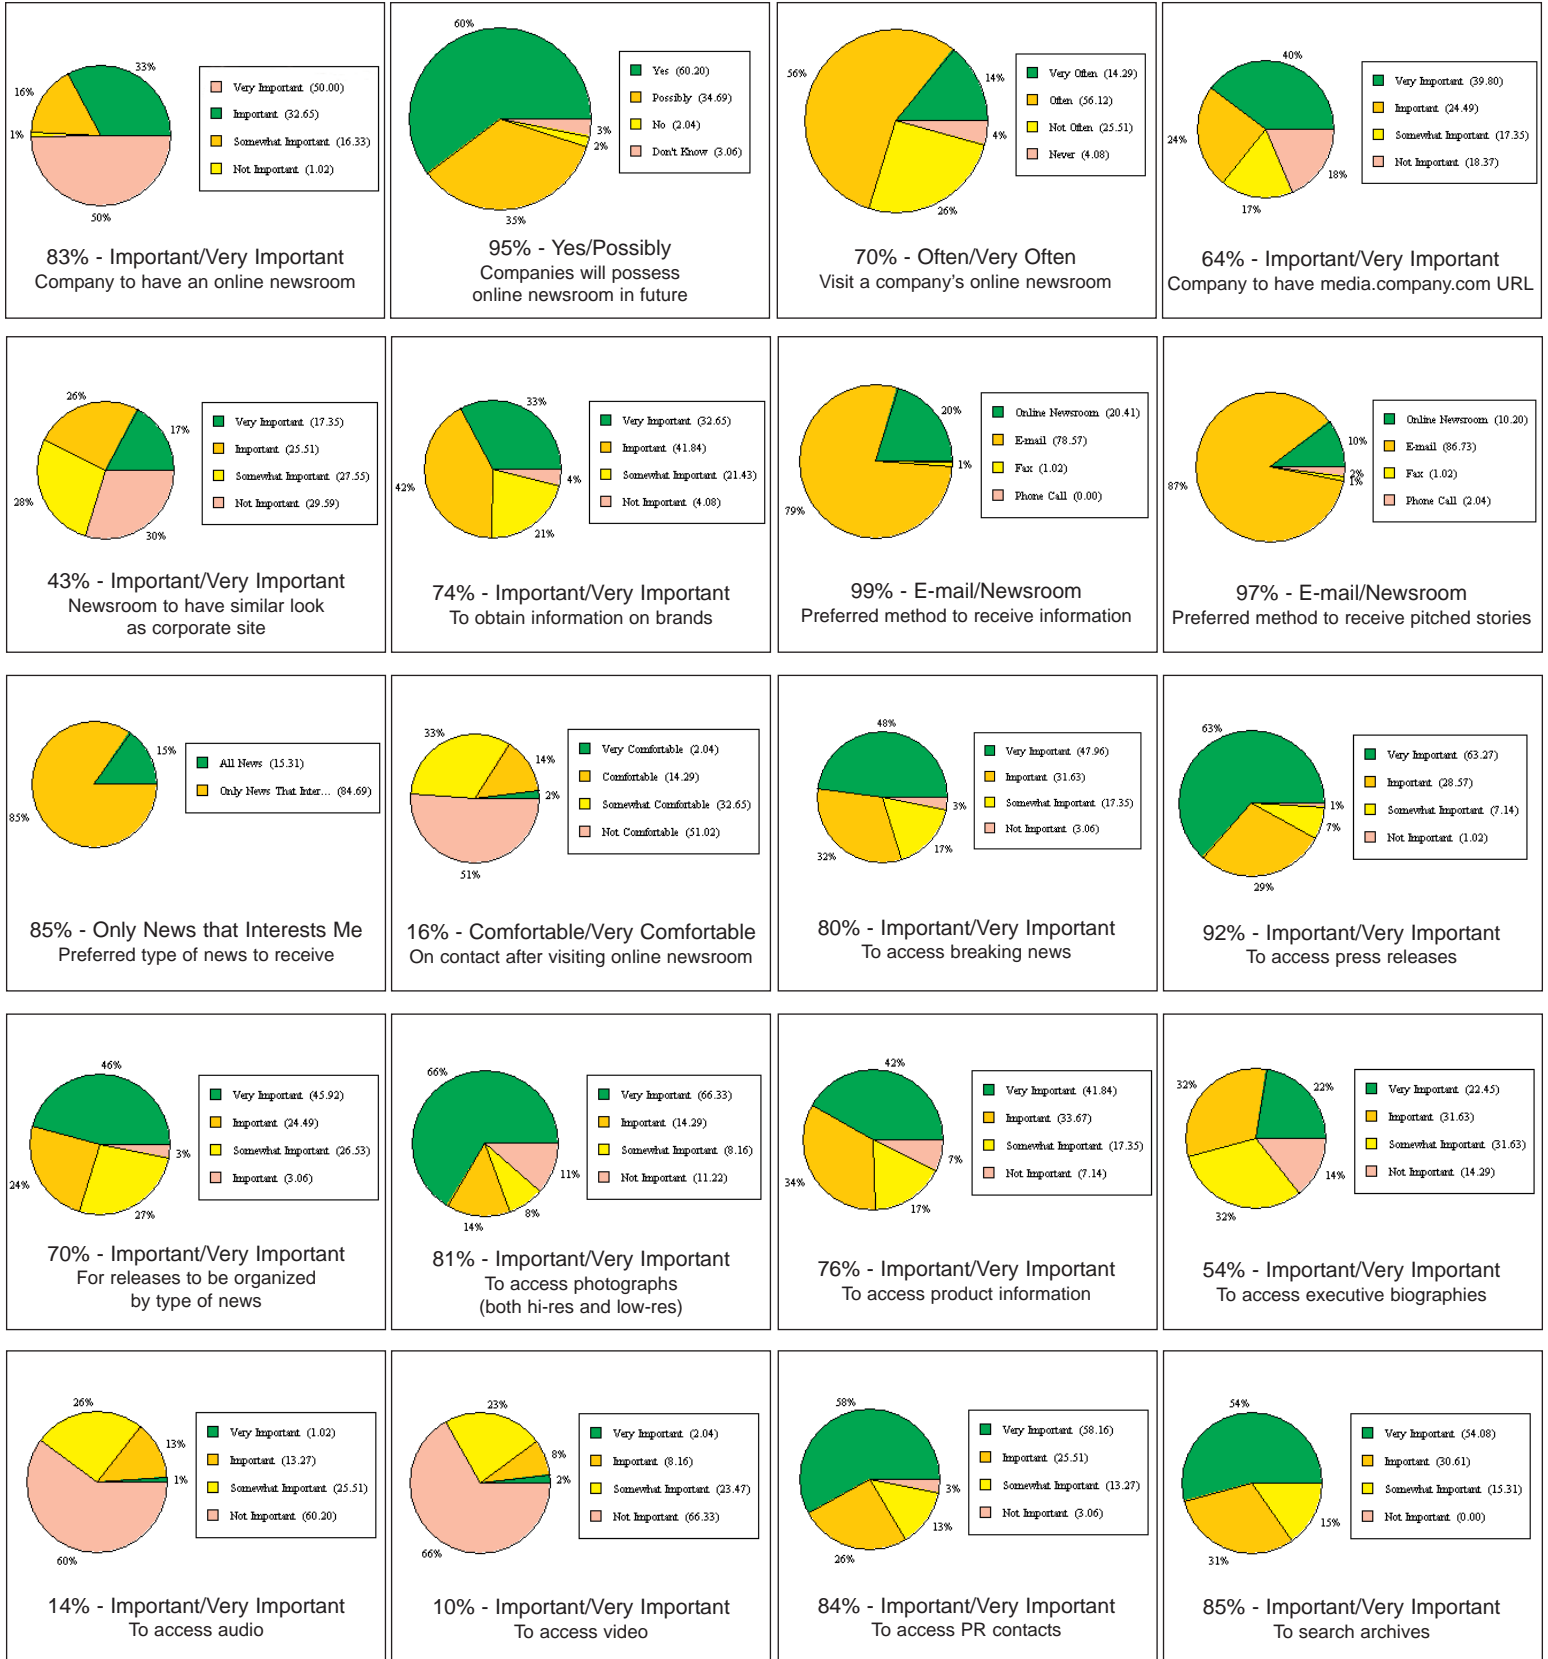 33%
16%
1%
50%
Very Important (50.00)
Important (32.65)
Somewhat Important (16.33)
Not Important (1.02)
83% - Important/Very Important
Company to have an online newsroom
60%
3%
2%
35%
Yes (60.20)
Possibly (34.69)
No (2.04)
Don't Know (3.06)
95% - Yes/Possibly
Companies will possess
online newsroom in future
56%
14%
4%
26%
Very Often (14.29)
Often (56.12)
Not Often (25.51)
Never (4.08)
70% - Often/Very Often
Visit a company's online newsroom
40%
24%
18%
17%
Very Important (39.80)
Important (24.49)
Somewhat Important (17.35)
Not Important (18.37)
64% - Important/Very Important
Company to have media.company.com URL
26%
17%
28%
30%
Very Important (17.35)
Important (25.51)
Somewhat Important (27.55)
Not Important (29.59)
43% - Important/Very Important
Newsroom to have similar look
as corporate site
33%
4%
42%
21%
Very Important (32.65)
Important (41.84)
Somewhat Important (21.43)
Not Important (4.08)
74% - Important/Very Important
To obtain information on brands
20%
1%
79%
Online Newsroom (20.41)
E-mail (78.57)
Fax (1.02)
Phone Call (0.00)
99% - E-mail/Newsroom
Preferred method to receive information
10%
2%
1%
87%
Online Newsroom (10.20)
E-mail (86.73)
Fax (1.02)
Phone Call (2.04)
97% - E-mail/Newsroom
Preferred method to receive pitched stories
15%
85%
All News (15.31)
Only News That Inter... (84.69)
85% - Only News that Interests Me
Preferred type of news to receive
33%
14%
2%
51%
Very Comfortable (2.04)
Comfortable (14.29)
Somewhat Comfortable (32.65)
Not Comfortable (51.02)
16% - Comfortable/Very Comfortable
On contact after visiting online newsroom
48%
3%
17%
32%
Very Important (47.96)
Important (31.63)
Somewhat Important (17.35)
Not Important (3.06)
80% - Important/Very Important
To access breaking news
63%
1%
7%
29%
Very Important (63.27)
Important (28.57)
Somewhat Important (7.14)
Not Important (1.02)
92% - Important/Very Important
To access press releases
46%
3%
24%
27%
Very Important (45.92)
Important (24.49)
Somewhat Important (26.53)
Important (3.06)
70% - Important/Very Important
For releases to be organized
by type of news
66%
11%
8%
14%
Very Important (66.33)
Important (14.29)
Somewhat Important (8.16)
Not Important (11.22)
81% - Important/Very Important
To access photographs
(both hi-res and low-res)
42%
7%
34%
17%
Very Important (41.84)
Important (33.67)
Somewhat Important (17.35)
Not Important (7.14)
76% - Important/Very Important
To access product information
32%
22%
14%
32%
Very Important (22.45)
Important (31.63)
Somewhat Important (31.63)
Not Important (14.29)
54% - Important/Very Important
To access executive biographies
26%
13%
1%
60%
Very Important (1.02)
Important (13.27)
Somewhat Important (25.51)
Not Important (60.20)
14% - Important/Very Important
To access audio
23%
8%
2%
66%
Very Important (2.04)
Important (8.16)
Somewhat Important (23.47)
Not Important (66.33)
10% - Important/Very Important
To access video
58%
3%
13%
26%
Very Important (58.16)
Important (25.51)
Somewhat Important (13.27)
Not Important (3.06)
84% - Important/Very Important
To access PR contacts
54%
15%
31%
Very Important (54.08)
Important (30.61)
Somewhat Important (15.31)
Not Important (0.00)
85% - Important/Very Important
To search archives